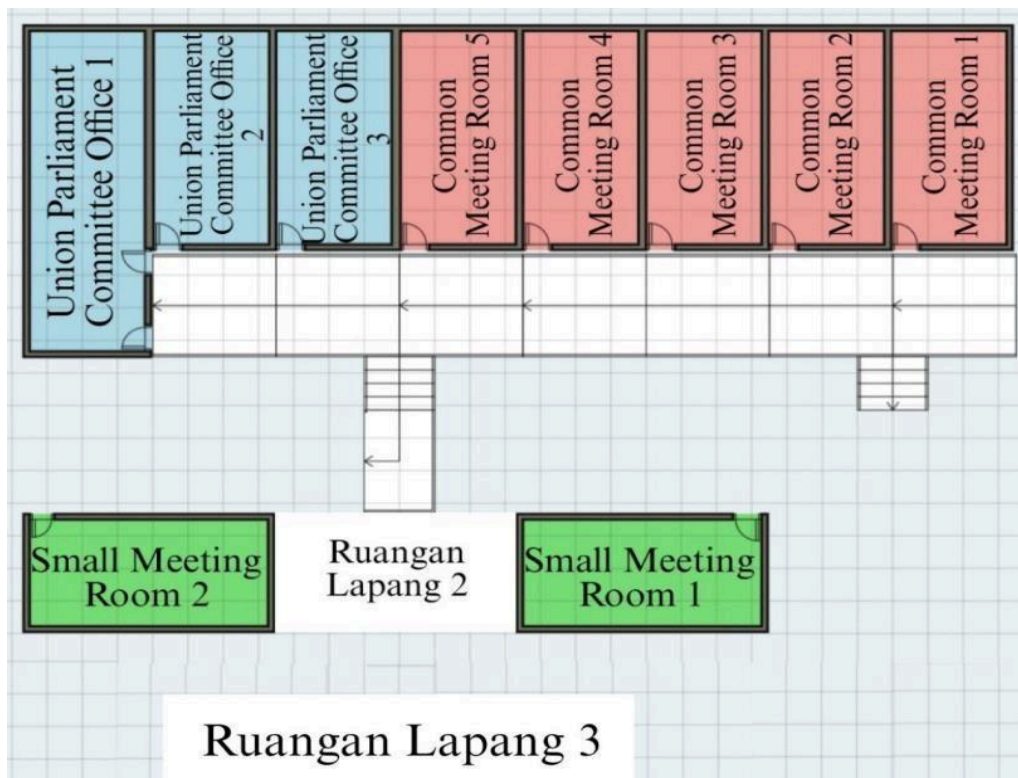 Union Parliament
Committee Office 1
Union Parliament
Committee Office
2
Union Parliament
Committee Office
3
Common
Meeting Room 5
Common
Meeting Room 4
Common
Meeting Room 3
Common
Meeting Room 2
Common
Meeting Room 1
Small Meeting
Room 2
Ruangan
Lapang 2
Small Meeting
Room 1
Ruangan Lapang 3